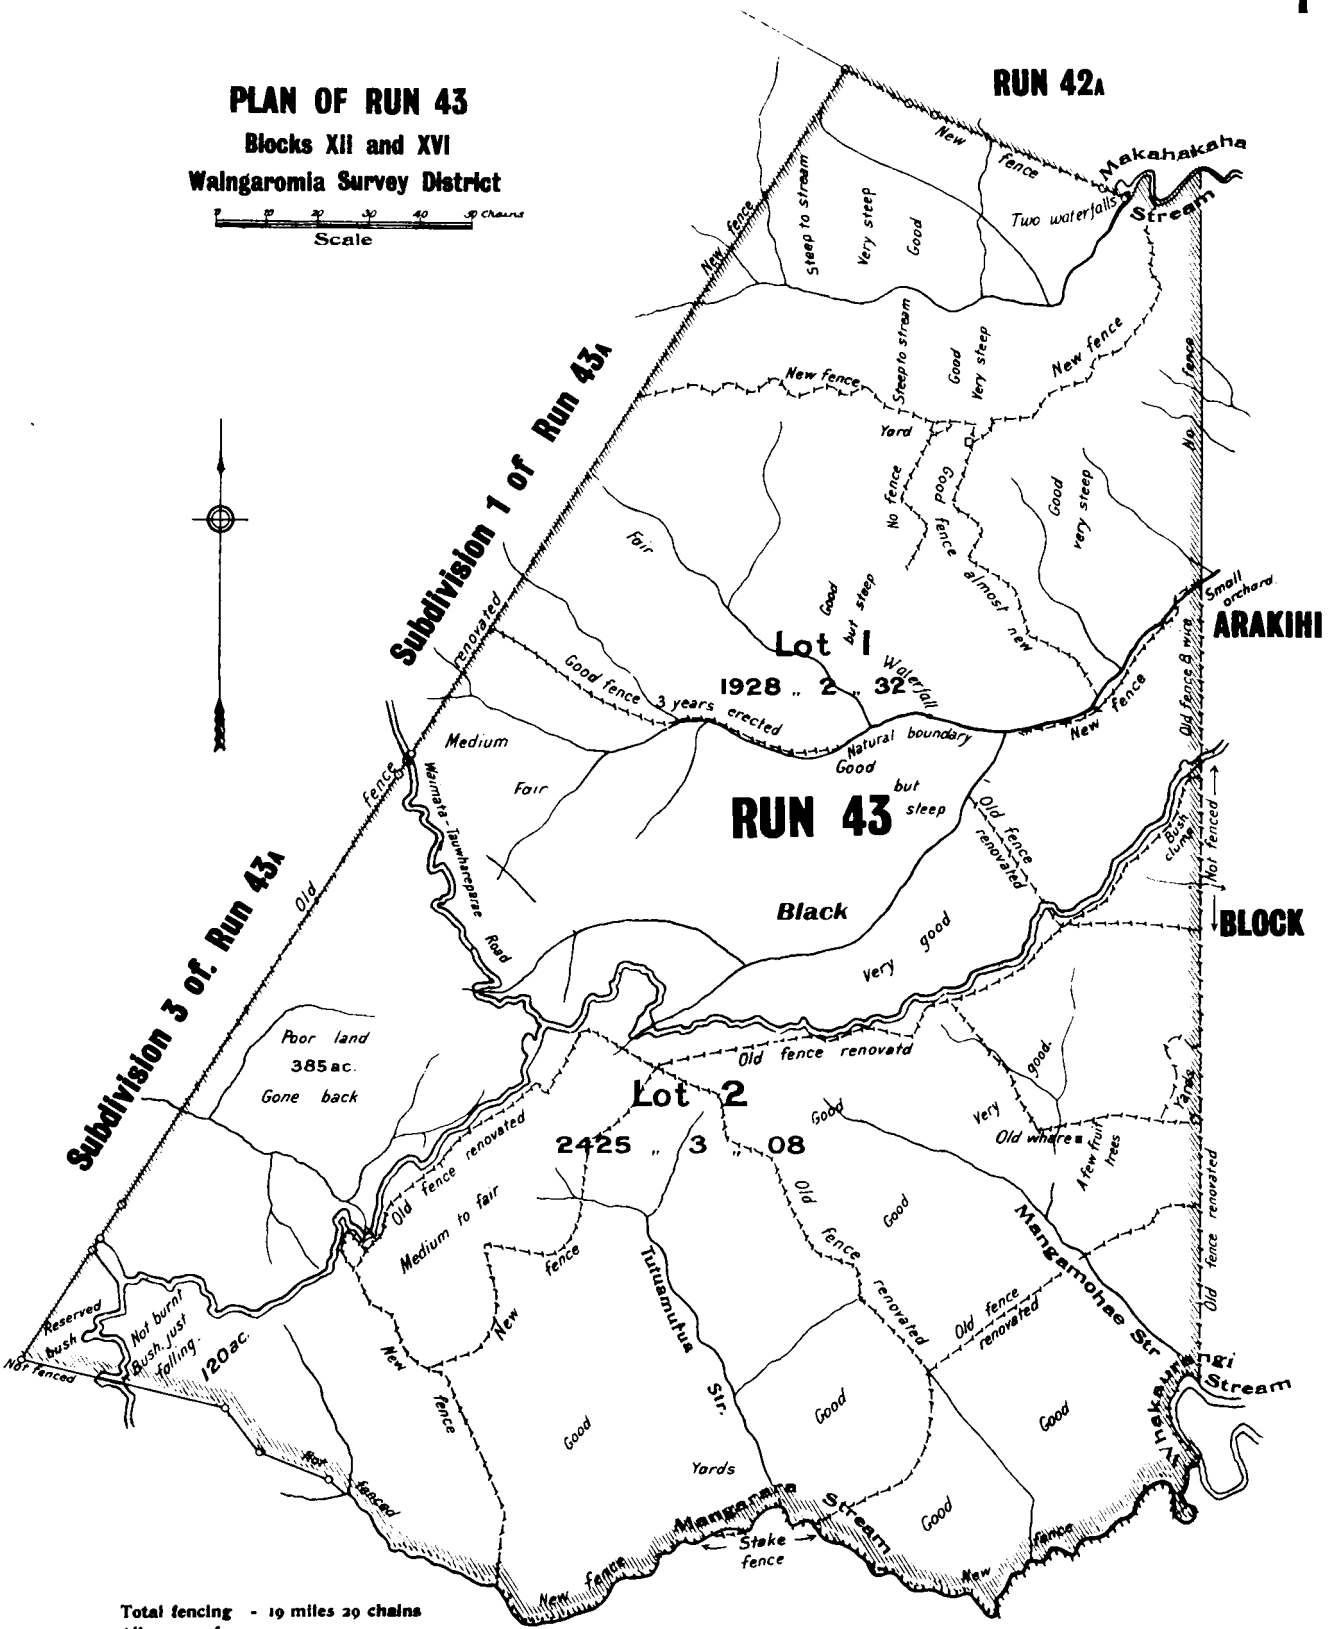 PLAN OF RUN 43
Blocks XII and XVI
Waingaromia Survey District
0 10 20 30 40 50 Chains
Scale
RUN 42A
New fence
Makahakaha
Stream
Two waterfalls
Steep to stream
Very steep
Good
New fence
Steep to stream
Good
Very steep
New fence
New fence
No fence
Yard
No fence
Good fence almost new
Good
very steep
Subdivision 1 of Run 43A
Fair
Good
but steep
Small
orchard
ARAKIHI
renovated
Lot 1
1928 „ 2 „ 32
Waterfall
Good fence 3 years erected
Natural boundary
New fence
Old fence 8 wire
Medium
Fair
Good
but
steep
RUN 43
fence
Old
Waimata-Tauwhareparae Road
Old fence
renovated
Bush
clump
Not fenced
BLOCK
Black
Very good
Subdivision 3 of. Run 43A
Poor land
385 ac.
Gone back
Old fence renovatd
Lot 2
2425 „ 3 „ 08
Good
Very good.
Yards
Old whare
A few fruit
trees
Old fence renovated
Medium to fair
Old fence renovated
Good
Mangamohae Str
Old fence renovated
New fence
Tutuamutua Str.
Old fence
renovated
Reserved
bush
Not fenced
Not burnt
Bush just
falling.
120 ac.
New fence
Whakaurangi
Stream
Good
Good
Good
Yards
Not fenced
Mangarara Stream
Good
Stake
fence
New fence
New fence
Total fencing - 19 miles 29 chains